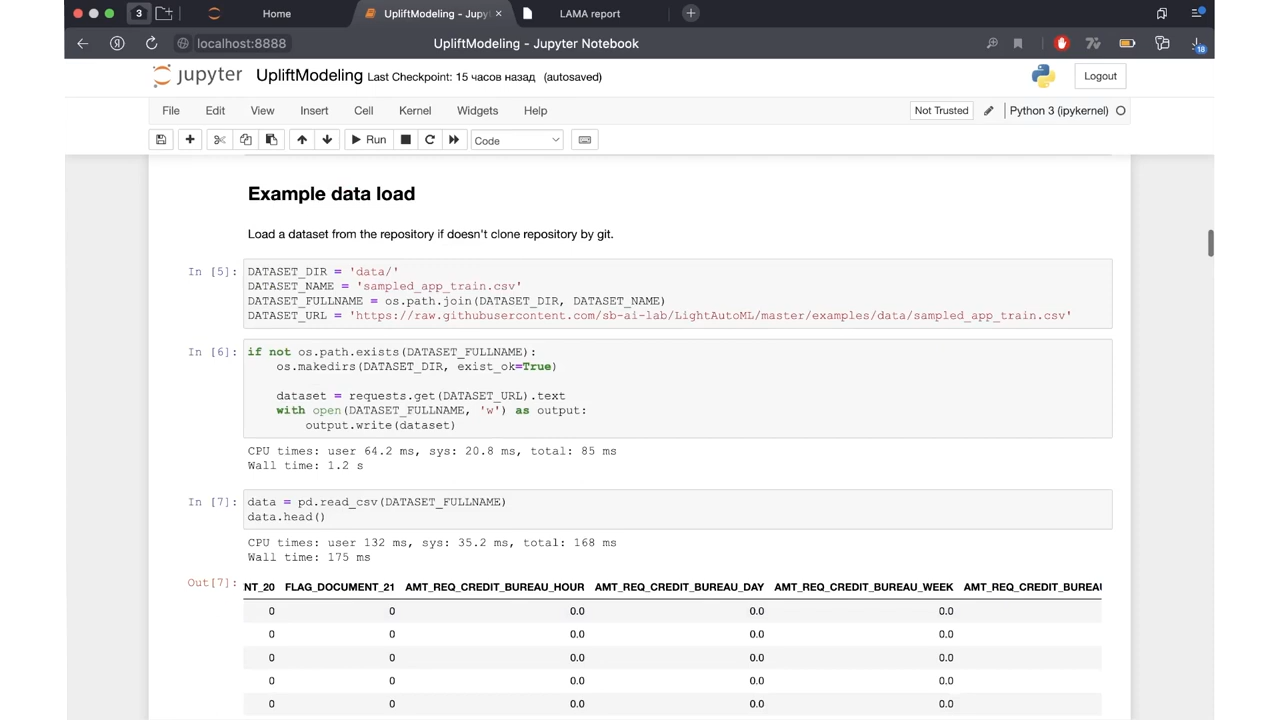 3
Home
UpliftModeling - Jupy
LAMA report
localhost:8888
UpliftModeling - Jupyter Notebook
18
jupyter UpliftModeling Last Checkpoint: 15 часов назад (autosaved)
Logout
File Edit View Insert Cell Kernel Widgets Help
Not Trusted
Python 3 (ipykernel)
Run
Code
Example data load
Load a dataset from the repository if doesn't clone repository by git.
In [5]: DATASET_DIR = 'data/'
DATASET_NAME = 'sampled_app_train.csv'
DATASET_FULLNAME = os.path.join(DATASET_DIR, DATASET_NAME)
DATASET_URL = 'https://raw.githubusercontent.com/sb-ai-lab/LightAutoML/master/examples/data/sampled_app_train.csv'
In [6]: if not os.path.exists(DATASET_FULLNAME):
os.makedirs(DATASET_DIR, exist_ok=True)
dataset = requests.get(DATASET_URL).text
with open(DATASET_FULLNAME, 'w') as output:
output.write(dataset)
CPU times: user 64.2 ms, sys: 20.8 ms, total: 85 ms
Wall time: 1.2 s
In [7]: data = pd.read_csv(DATASET_FULLNAME)
data.head()
CPU times: user 132 ms, sys: 35.2 ms, total: 168 ms
Wall time: 175 ms
Out[7]: NT_20 FLAG_DOCUMENT_21 AMT_REQ_CREDIT_BUREAU_HOUR AMT_REQ_CREDIT_BUREAU_DAY AMT_REQ_CREDIT_BUREAU_WEEK AMT_REQ_CREDIT_BUREAU
0 0 0.0 0.0 0.0
0 0 0.0 0.0 0.0
0 0 0.0 0.0 0.0
0 0 0.0 0.0 0.0
0 0 0.0 0.0 0.0